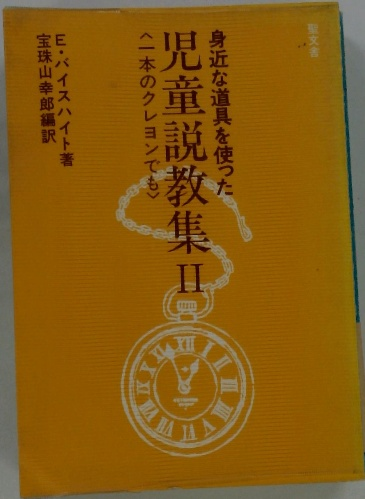 聖文舎
身近な道具を使った
児童説教集 II
〈一本のクレヨンでも〉
E・バイスハイト著
宝珠山幸郎編訳